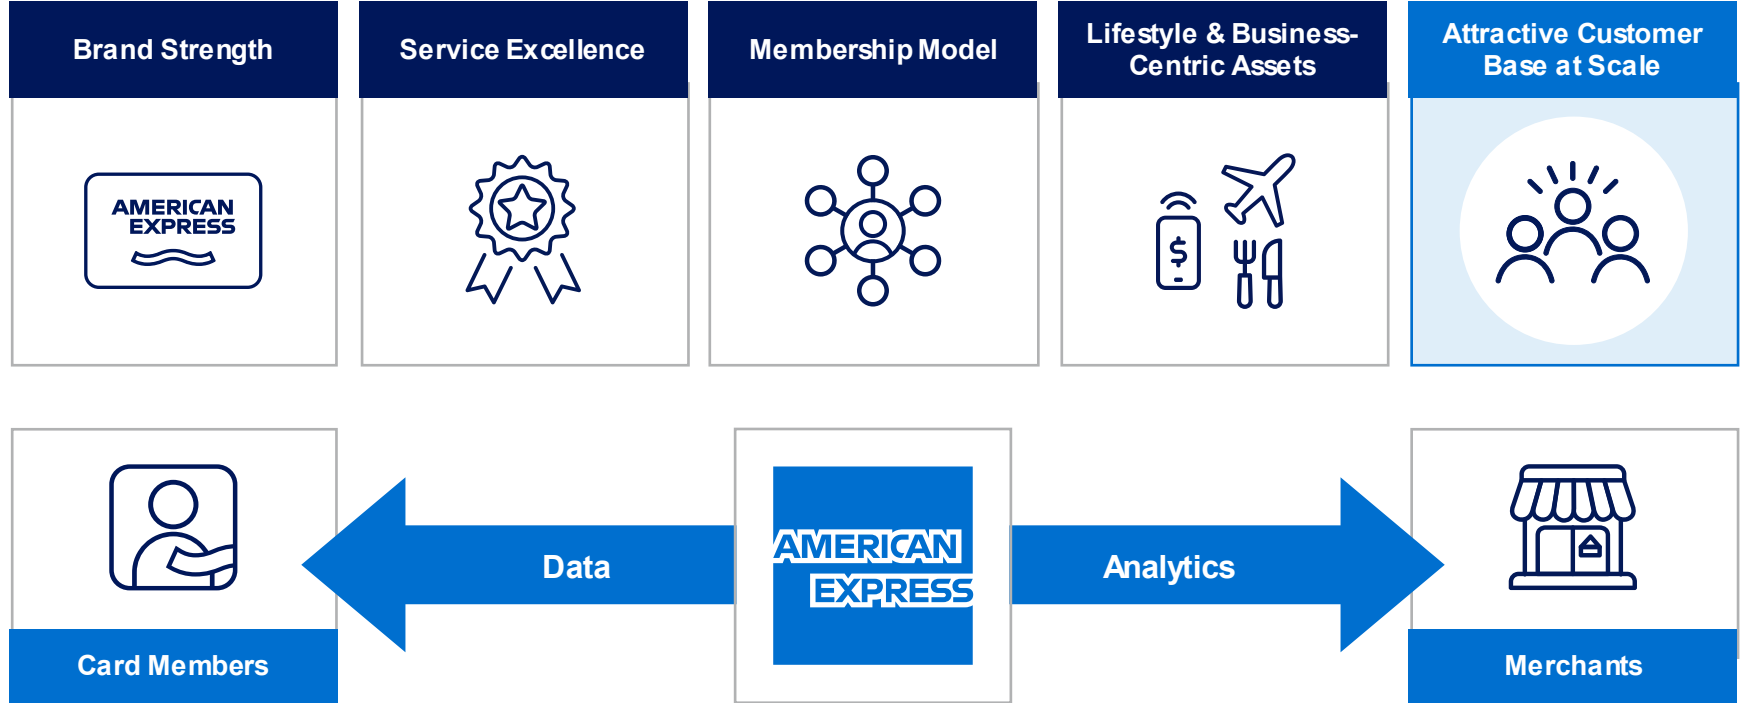 Brand Strength
Service Excellence
Membership Model
Lifestyle & Business-
Centric Assets
Attractive Customer
Base at Scale
AMERICAN
EXPRESS
$
Data
AMERICAN
EXPRESS
Analytics
Card Members
Merchants